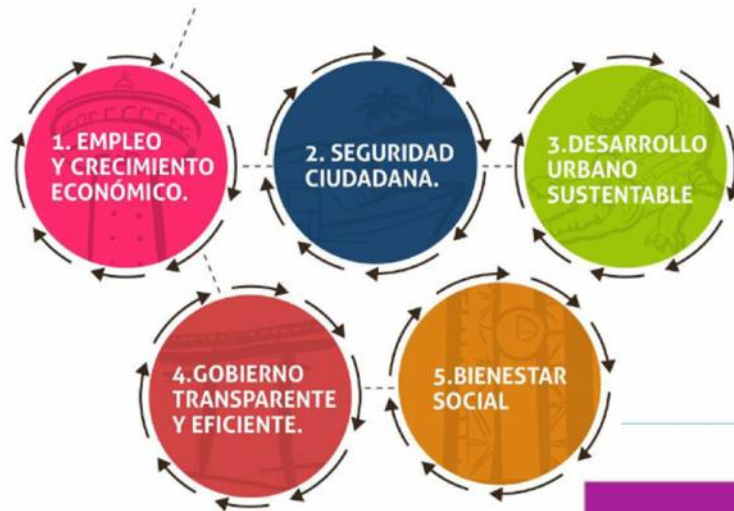 1. EMPLEO
Y CRECIMIENTO
ECONÓMICO.
2. SEGURIDAD
CIUDADANA.
3.DESARROLLO
URBANO
SUSTENTABLE
4.GOBIERNO
TRANSPARENTE
Y EFICIENTE.
5.BIENESTAR
SOCIAL